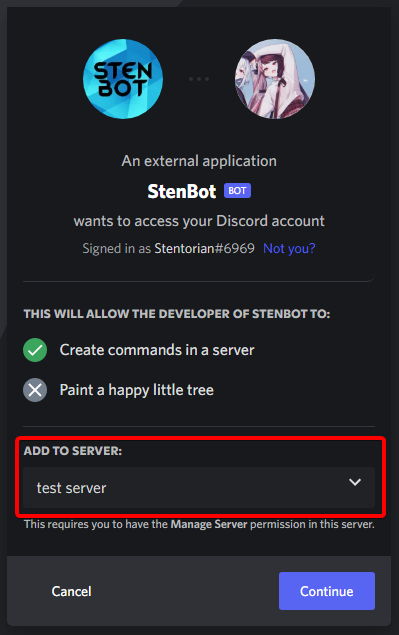 STEN
BOT
An external application
StenBot BOT
wants to access your Discord account
Signed in as Stentorian#6969 Not you?
THIS WILL ALLOW THE DEVELOPER OF STENBOT TO:
Create commands in a server
Paint a happy little tree
ADD TO SERVER:
test server
This requires you to have the Manage Server permission in this server.
Cancel
Continue